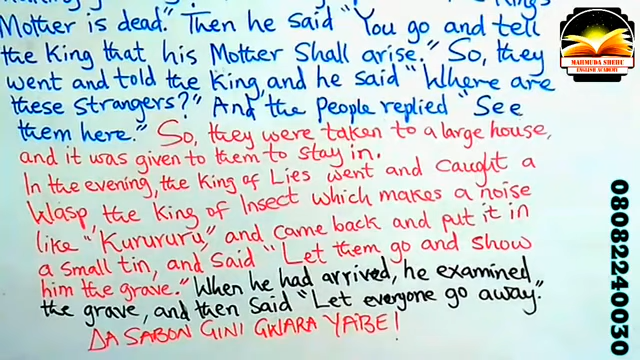 Mother is dead." Then he said "You go and tell
the King that his Mother Shall arise." So, they
went and told the King, and he said "Where are
these strangers?" And the people replied "See
them here." So, they were taken to a large house,
and it was given to them to stay in.
In the evening, the King of Lies went and caught a
Wasp, the King of Insect which makes a noise
like "Kurururu," and came back and put it in
a small tin, and said "Let them go and show
him the grave." When he had arrived, he examined
the grave, and then said "Let everyone go away."
DA SABON GINI GWARA YABE!
MAHMUDA SHEHU
ENGLISH ACADEMY
08082240030